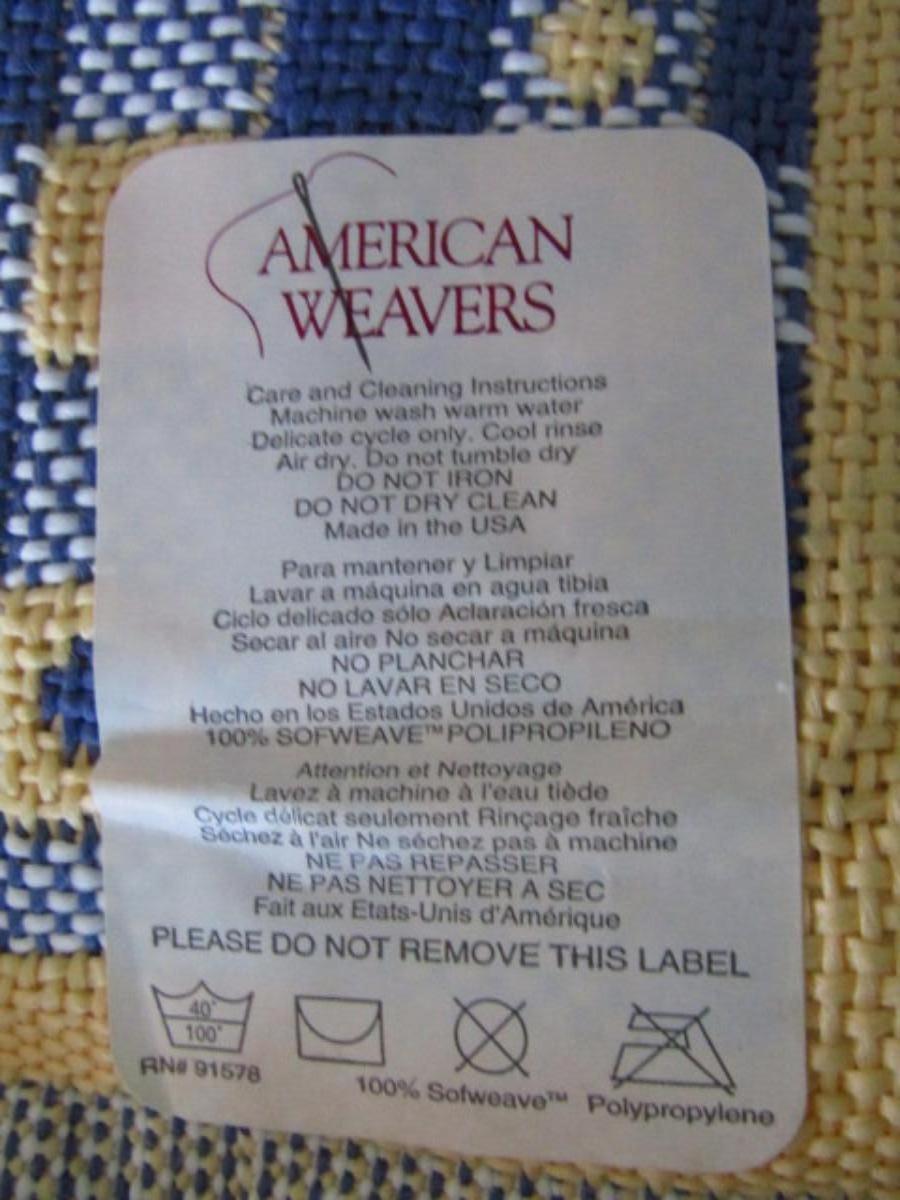 AMERICAN
WEAVERS
Care and Cleaning Instructions
Machine wash warm water
Delicate cycle only. Cool rinse
Air dry. Do not tumble dry
DO NOT IRON
DO NOT DRY CLEAN
Made in the USA
Para mantener y Limpiar
Lavar a máquina en agua tibia
Ciclo delicado sólo Aclaración fresca
Secar al aire No secar a máquina
NO PLANCHAR
NO LAVAR EN SECO
Hecho en los Estados Unidos de América
100% SOFWEAVE™ POLIPROPILENO
Attention et Nettoyage
Lavez à machine à l'eau tiède
Cycle délicat seulement Rinçage fraîche
Séchez à l'air Ne séchez pas à machine
NE PAS REPASSER
NE PAS NETTOYER A SEC
Fait aux Etats-Unis d'Amérique
PLEASE DO NOT REMOVE THIS LABEL
40°
100°
RN# 91578
100% Sofweave™ Polypropylene